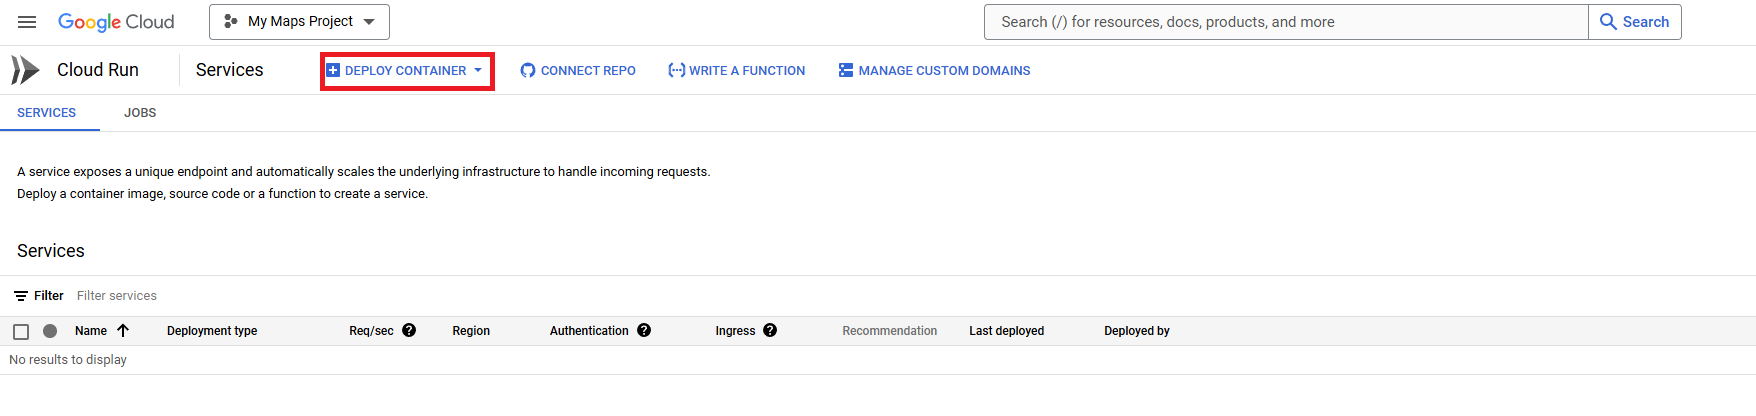 Google Cloud My Maps Project Search (/) for resources, docs, products, and more Search
Cloud Run Services DEPLOY CONTAINER CONNECT REPO WRITE A FUNCTION MANAGE CUSTOM DOMAINS
SERVICES JOBS
A service exposes a unique endpoint and automatically scales the underlying infrastructure to handle incoming requests.
Deploy a container image, source code or a function to create a service.
Services
Filter Filter services
Name Deployment type Req/sec Region Authentication Ingress Recommendation Last deployed Deployed by
No results to display